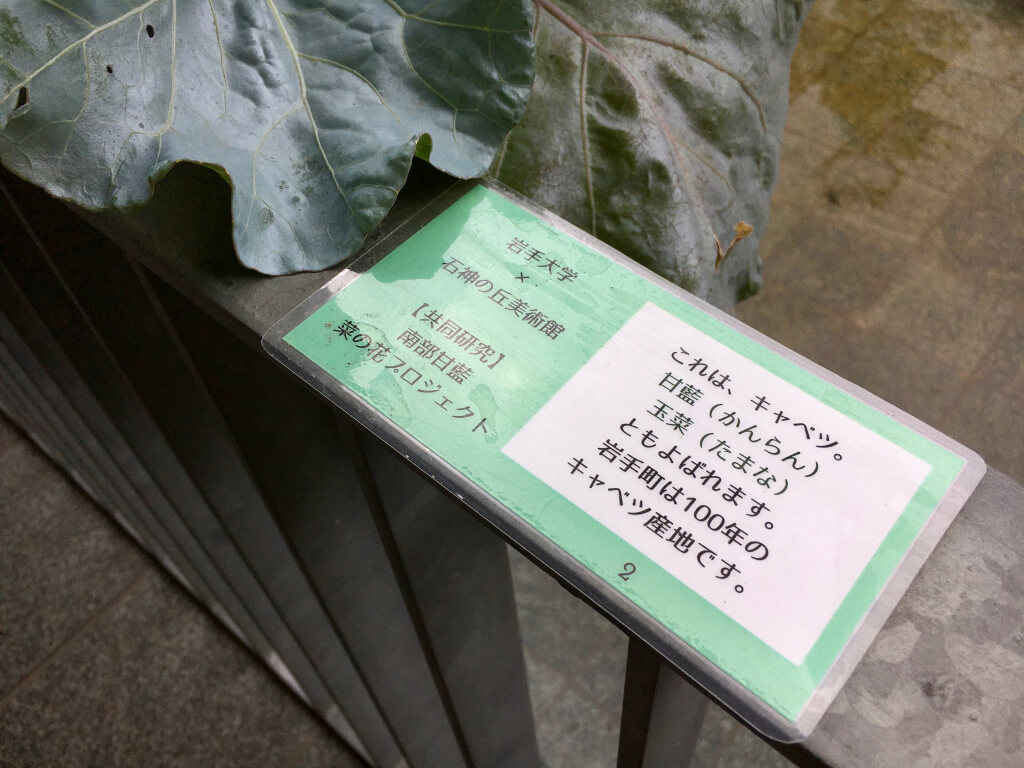 岩手大学
×
石神の丘美術館
【共同研究】
南部甘藍
菜の花プロジェクト
これは、キャベツ。
甘藍（かんらん）
玉菜（たまな）
ともよばれます。
岩手町は100年の
キャベツ産地です。
2